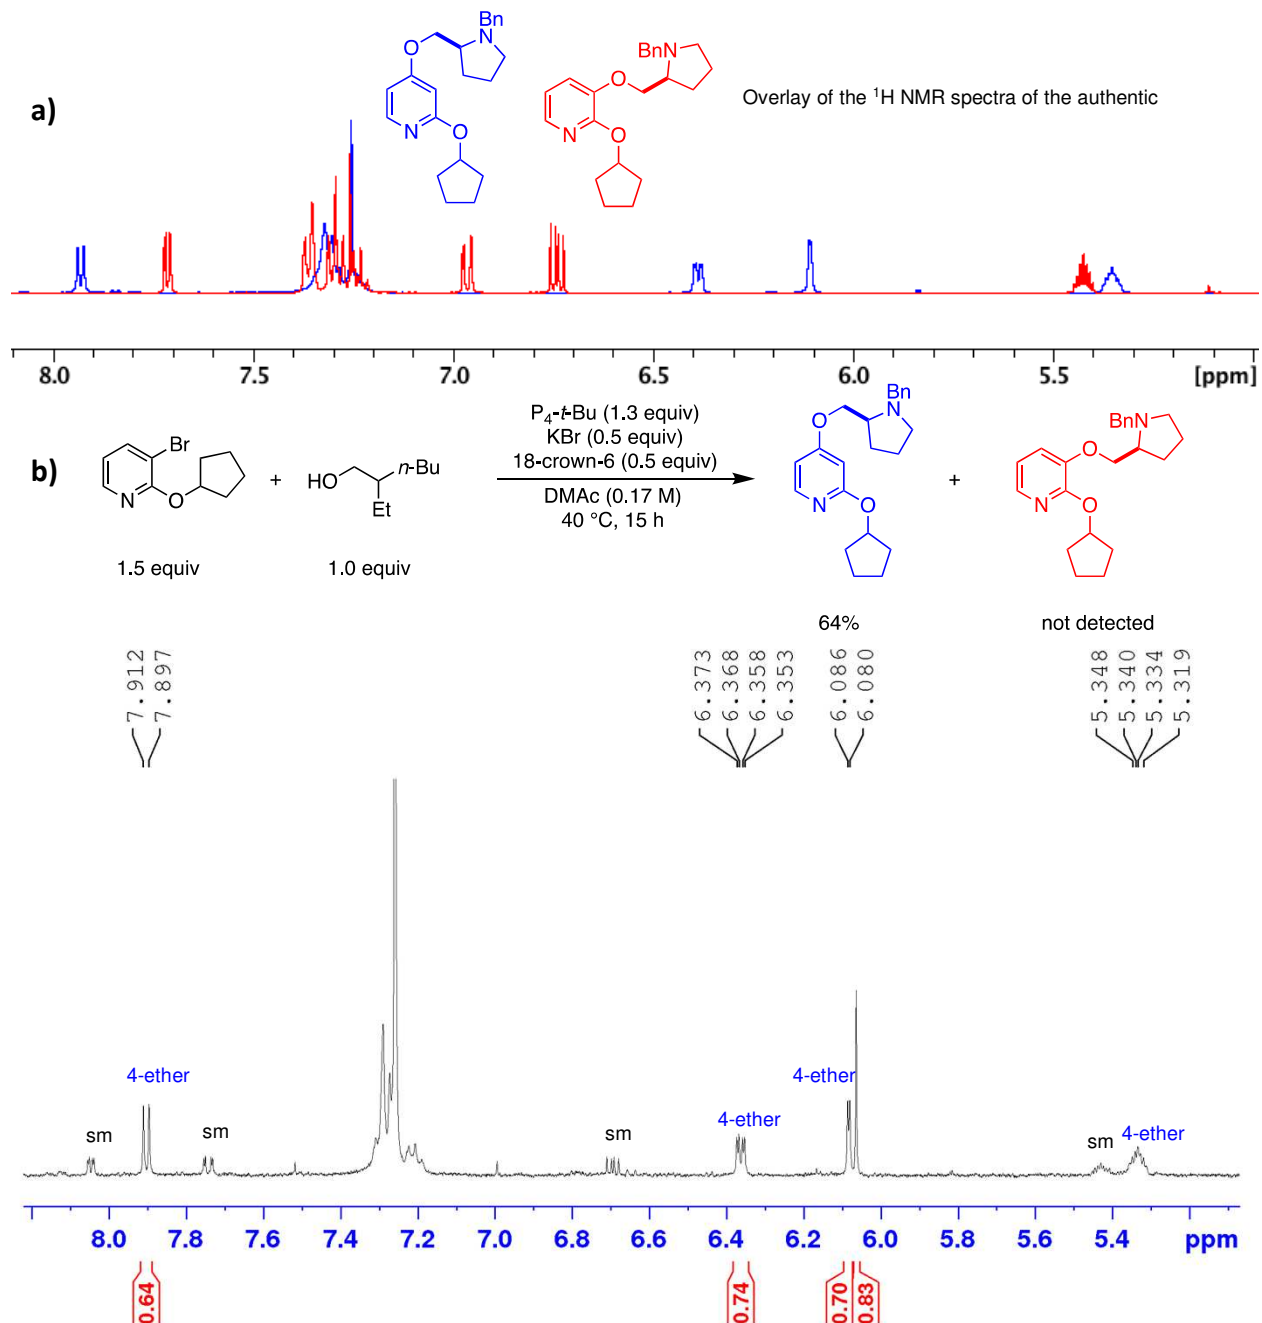 a)
Bn
N
O
N
O
Bn
N
O
N
O
Overlay of the ¹H NMR spectra of the authentic
8.0 7.5 7.0 6.5 6.0 5.5 [ppm]
b)
Br
N
O
+
HO
n-Bu
Et
P₄-t-Bu (1.3 equiv)
KBr (0.5 equiv)
18-crown-6 (0.5 equiv)
DMAc (0.17 M)
40 °C, 15 h
Bn
N
O
N
O
+
Bn
N
O
N
O
1.5 equiv
1.0 equiv
64%
not detected
7.912
7.897
6.373
6.368
6.358
6.353
6.086
6.080
5.348
5.340
5.334
5.319
sm
4-ether
sm
sm
4-ether
4-ether
sm
4-ether
8.0 7.8 7.6 7.4 7.2 7.0 6.8 6.6 6.4 6.2 6.0 5.8 5.6 5.4 ppm
0.64
0.74
0.70
0.83